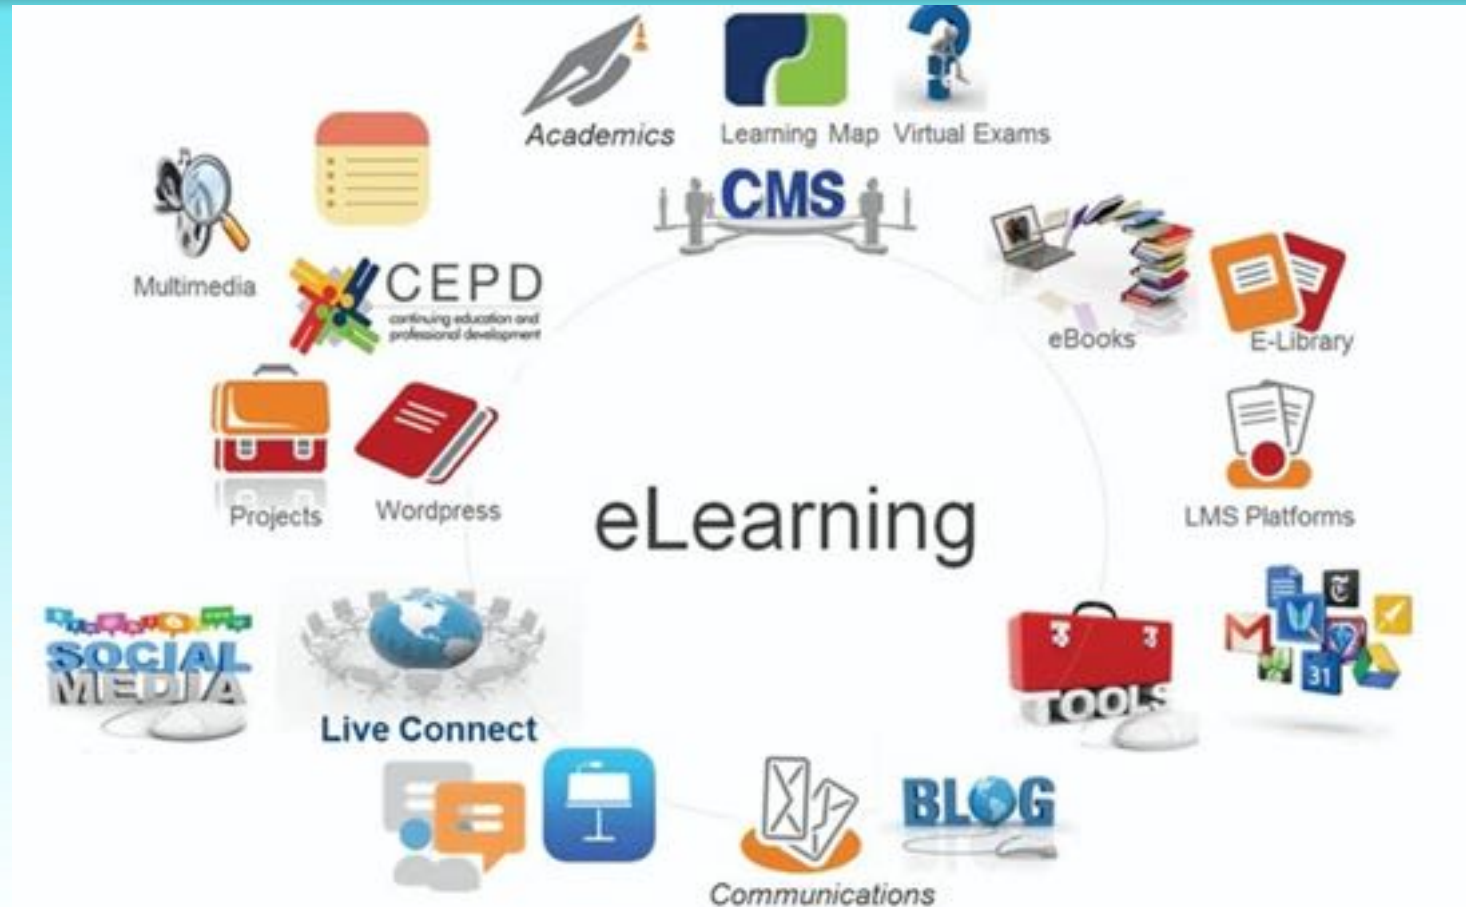 Academics
Learning Map
Virtual Exams
CMS
Multimedia
CEPD
continuing education and
professional development
eBooks
E-Library
Projects
Wordpress
eLearning
LMS Platforms
SOCIAL
MEDIA
Live Connect
TOOLS
31
BLOG
Communications